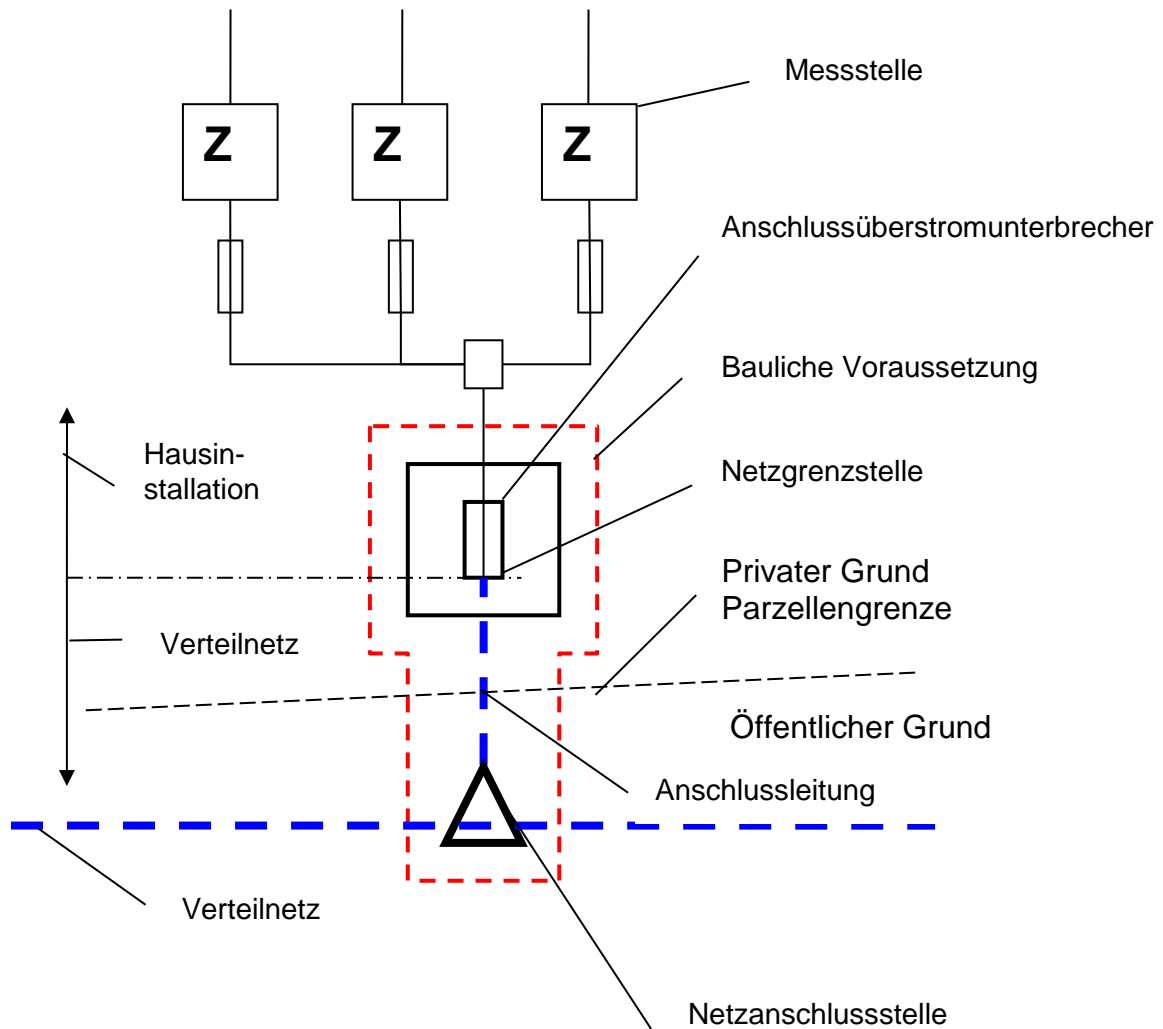 Messstelle
Z Z Z
Anschlussüberstromunterbrecher
Bauliche Voraussetzung
Hausin-
stallation
Netzgrenzstelle
Privater Grund
Parzellengrenze
Verteilnetz
Öffentlicher Grund
Anschlussleitung
Verteilnetz
Netzanschlussstelle